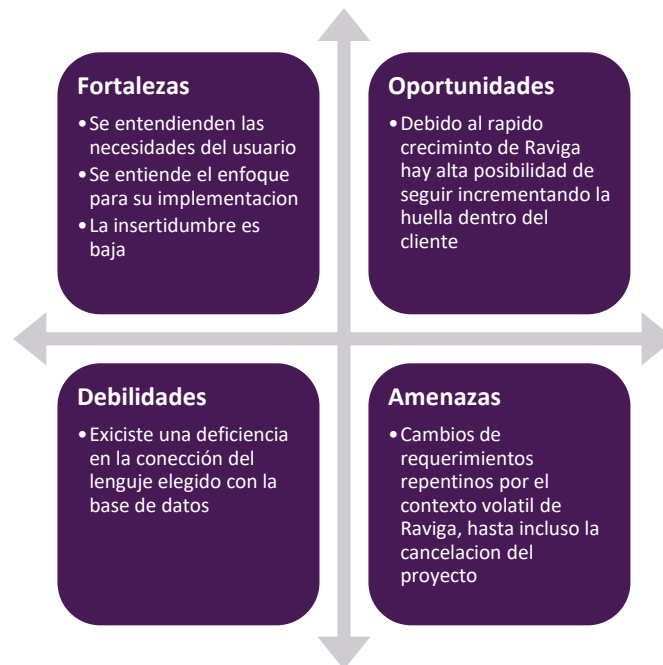 Fortalezas
•Se entendienden las
necesidades del usuario
•Se entiende el enfoque
para su implementacion
•La insertidumbre es
baja
Oportunidades
•Debido al rapido
creciminto de Raviga
hay alta posibilidad de
seguir incrementando la
huella dentro del
cliente
Debilidades
•Exiciste una deficiencia
en la conección del
lenguje elegido con la
base de datos
Amenazas
•Cambios de
requerimientos
repentinos por el
contexto volatil de
Raviga, hasta incluso la
cancelacion del
proyecto